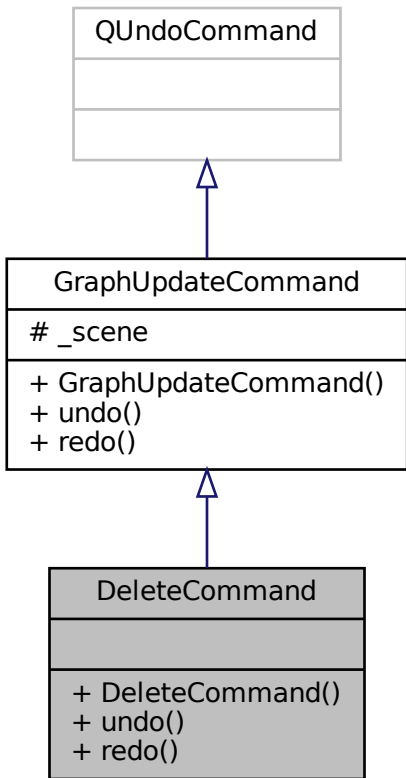 QUndoCommand
GraphUpdateCommand
# _scene
+ GraphUpdateCommand()
+ undo()
+ redo()
DeleteCommand
+ DeleteCommand()
+ undo()
+ redo()